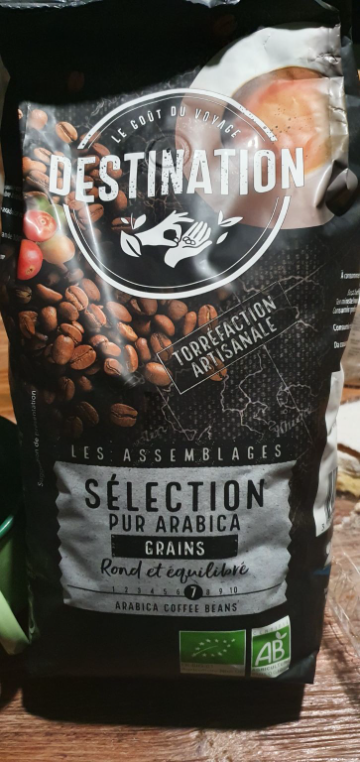 LE GOÛT DU VOYAGE
DESTINATION
TORRÉFACTION
ARTISANALE
LES ASSEMBLAGES
SÉLECTION
PUR ARABICA
GRAINS
Rond et équilibré
1 2 3 4 5 6 7 8 9 10
ARABICA COFFEE BEANS
AB